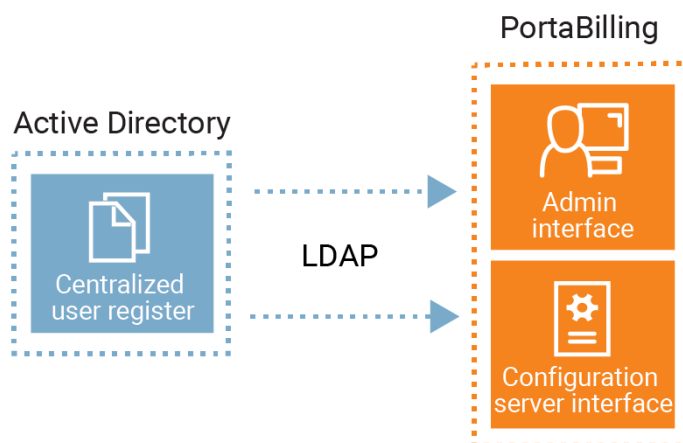 PortaBilling
Active Directory
Admin
interface
Centralized
user register
LDAP
Configuration
server interface